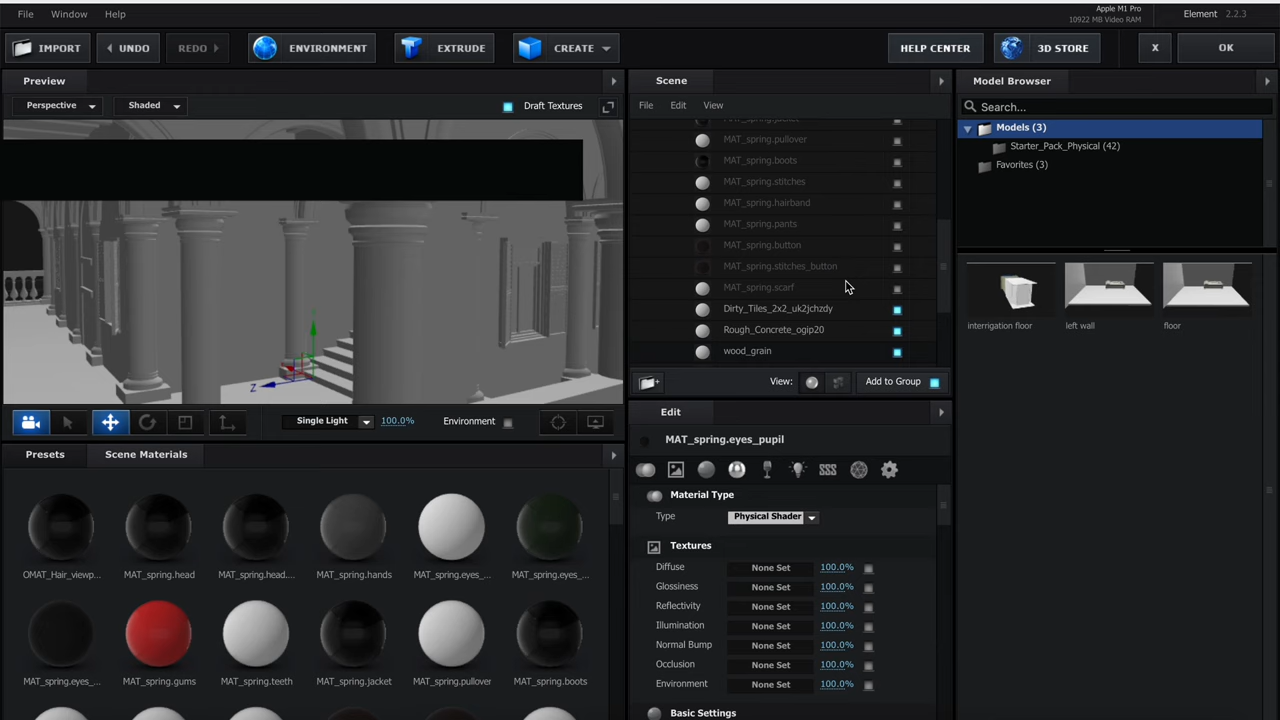 File Window Help
Apple M1 Pro
10922 MB Video RAM
Element 2.2.3
IMPORT UNDO REDO ENVIRONMENT EXTRUDE CREATE HELP CENTER 3D STORE X OK
Preview
Perspective Shaded Draft Textures
Z
Single Light 100.0% Environment
Presets Scene Materials
OMAT_Hair_viewp... MAT_spring.head MAT_spring.head.... MAT_spring.hands MAT_spring.eyes_... MAT_spring.eyes_...
MAT_spring.eyes_... MAT_spring.gums MAT_spring.teeth MAT_spring.jacket MAT_spring.pullover MAT_spring.boots
Scene
File Edit View
MAT_spring.jacket
MAT_spring.pullover
MAT_spring.boots
MAT_spring.stitches
MAT_spring.hairband
MAT_spring.pants
MAT_spring.button
MAT_spring.stitches_button
MAT_spring.scarf
Dirty_Tiles_2x2_uk2jchzdy
Rough_Concrete_ogip20
wood_grain
View: Add to Group
Edit
MAT_spring.eyes_pupil
Material Type
Type Physical Shader
Textures
Diffuse None Set 100.0%
Glossiness None Set 100.0%
Reflectivity None Set 100.0%
Illumination None Set 100.0%
Normal Bump None Set 100.0%
Occlusion None Set 100.0%
Environment None Set 100.0%
Basic Settings
Model Browser
Search...
Models (3)
Starter_Pack_Physical (42)
Favorites (3)
interrigation floor left wall floor